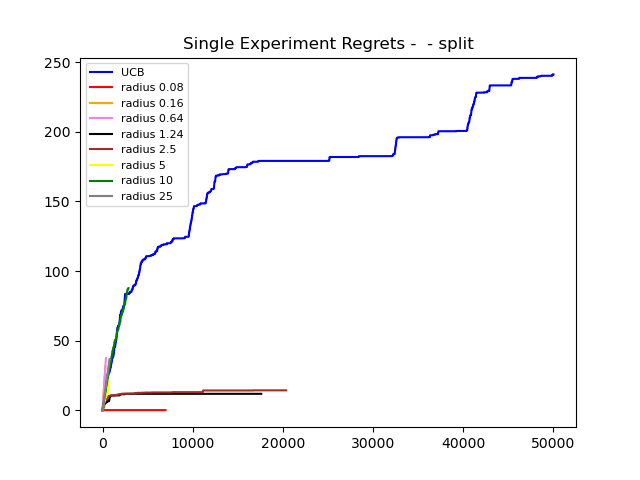 Single Experiment Regrets -  - split
250
200
150
100
50
0
UCB
radius 0.08
radius 0.16
radius 0.64
radius 1.24
radius 2.5
radius 5
radius 10
radius 25
0 10000 20000 30000 40000 50000